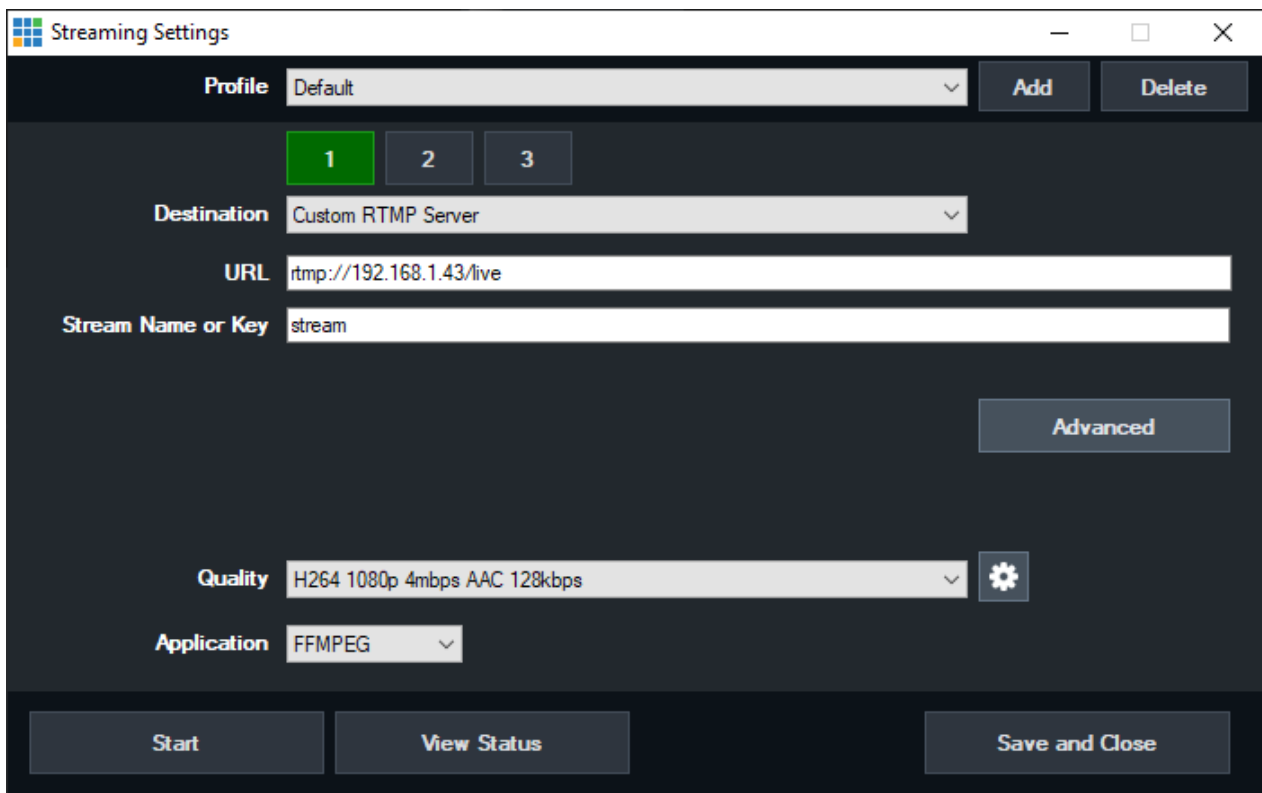 Streaming Settings
Profile Default Add Delete
1 2 3
Destination Custom RTMP Server
URL rtmp://192.168.1.43/live
Stream Name or Key stream
Advanced
Quality H264 1080p 4mbps AAC 128kbps
Application FFMPEG
Start View Status Save and Close